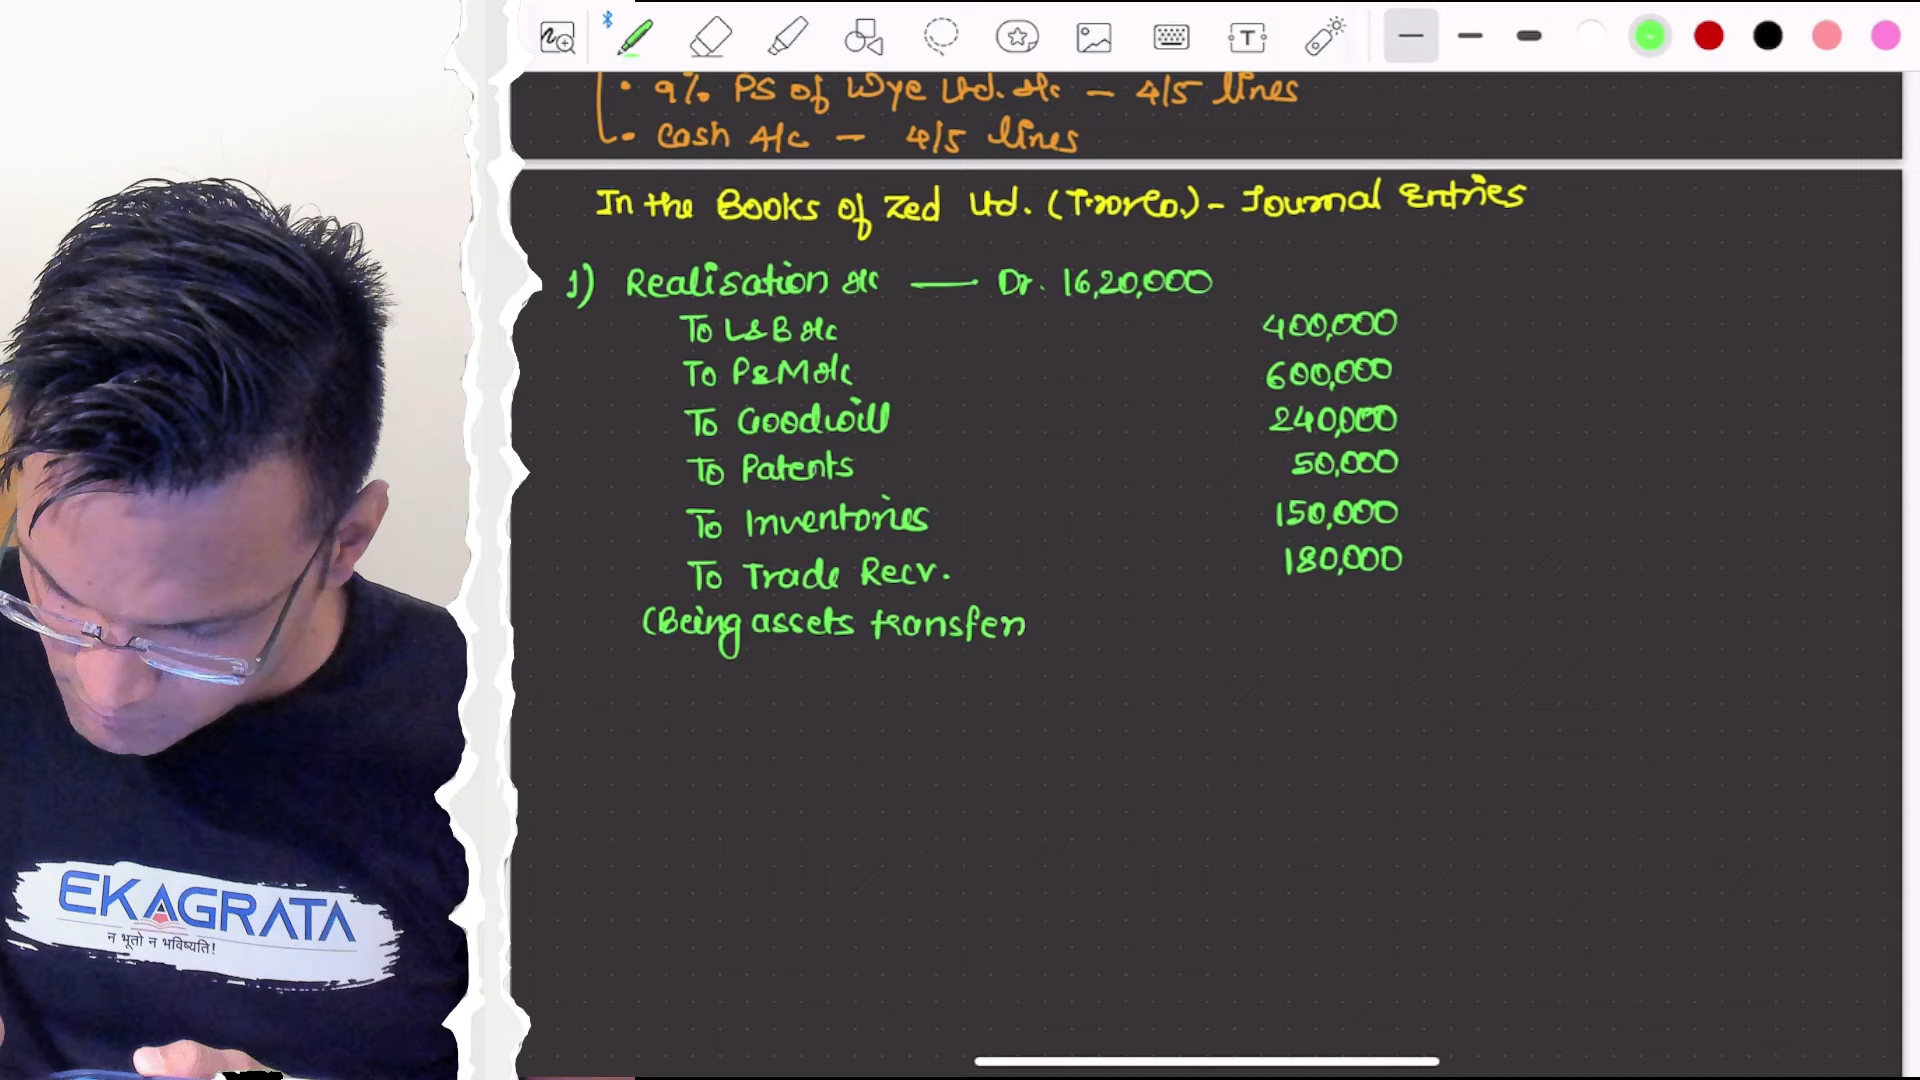 9% PS of Wye Ltd. A/c – 4/5 lines
Cash A/c – 4/5 lines
In the Books of Zed Ltd. (T·ror Co.) – Journal Entries
1) Realisation A/c — Dr. 16,20,000
To L&B A/c 400,000
To P&M A/c 600,000
To Goodwill 240,000
To Patents 50,000
To Inventories 150,000
To Trade Recv. 180,000
(Being assets transfer
EKAGRATA
न भूतो न भविष्यति!